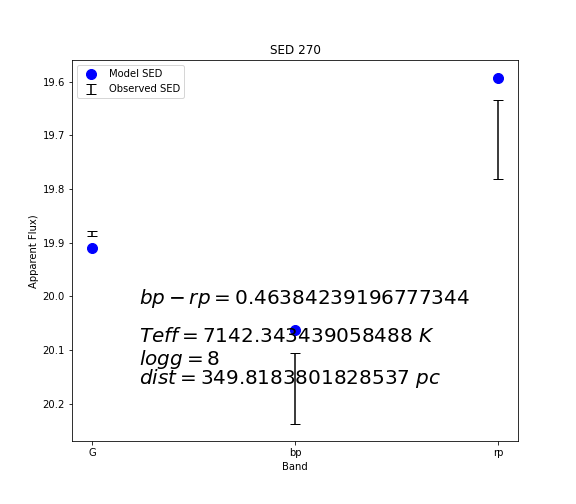 SED 270
Model SED
Observed SED
19.6
19.7
19.8
19.9
20.0
20.1
20.2
Apparent Flux)
bp − rp = 0.46384239196777344
Teff = 7142.343439058488 K
logg = 8
dist = 349.8183801828537 pc
G
bp
rp
Band